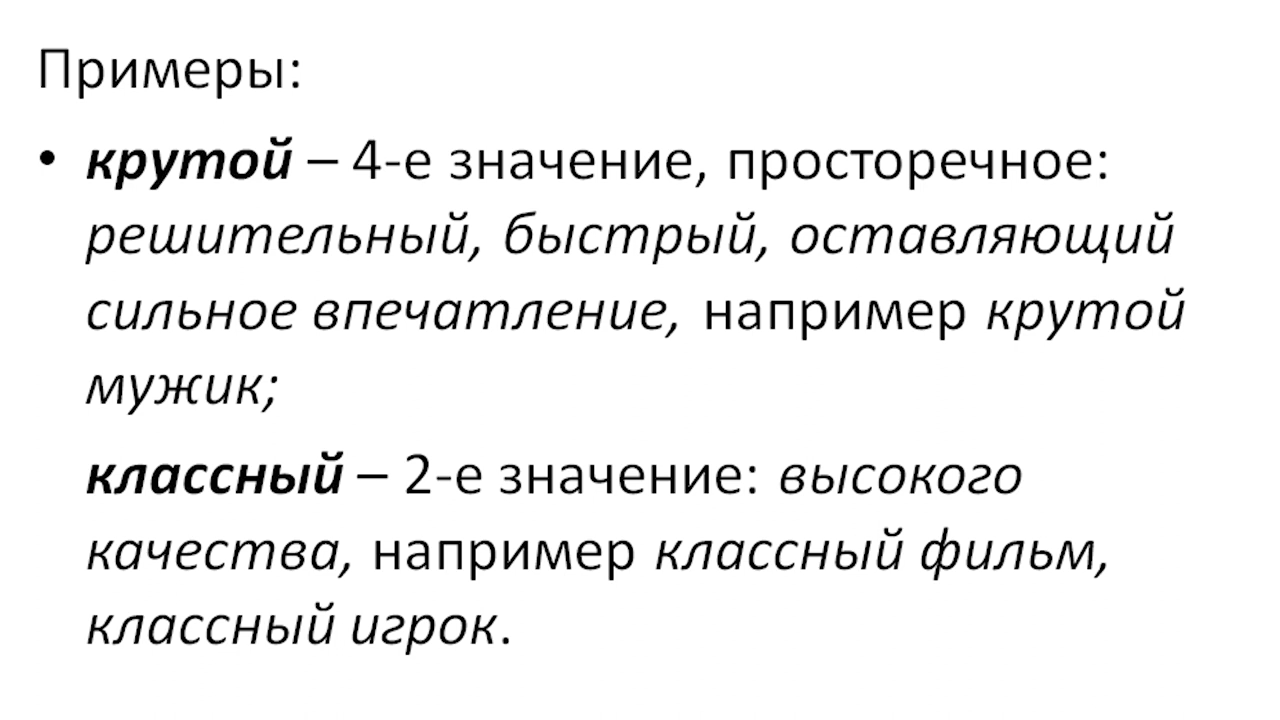 Примеры:
• крутой – 4-е значение, просторечное:
решительный, быстрый, оставляющий
сильное впечатление, например крутой
мужик;
классный – 2-е значение: высокого
качества, например классный фильм,
классный игрок.